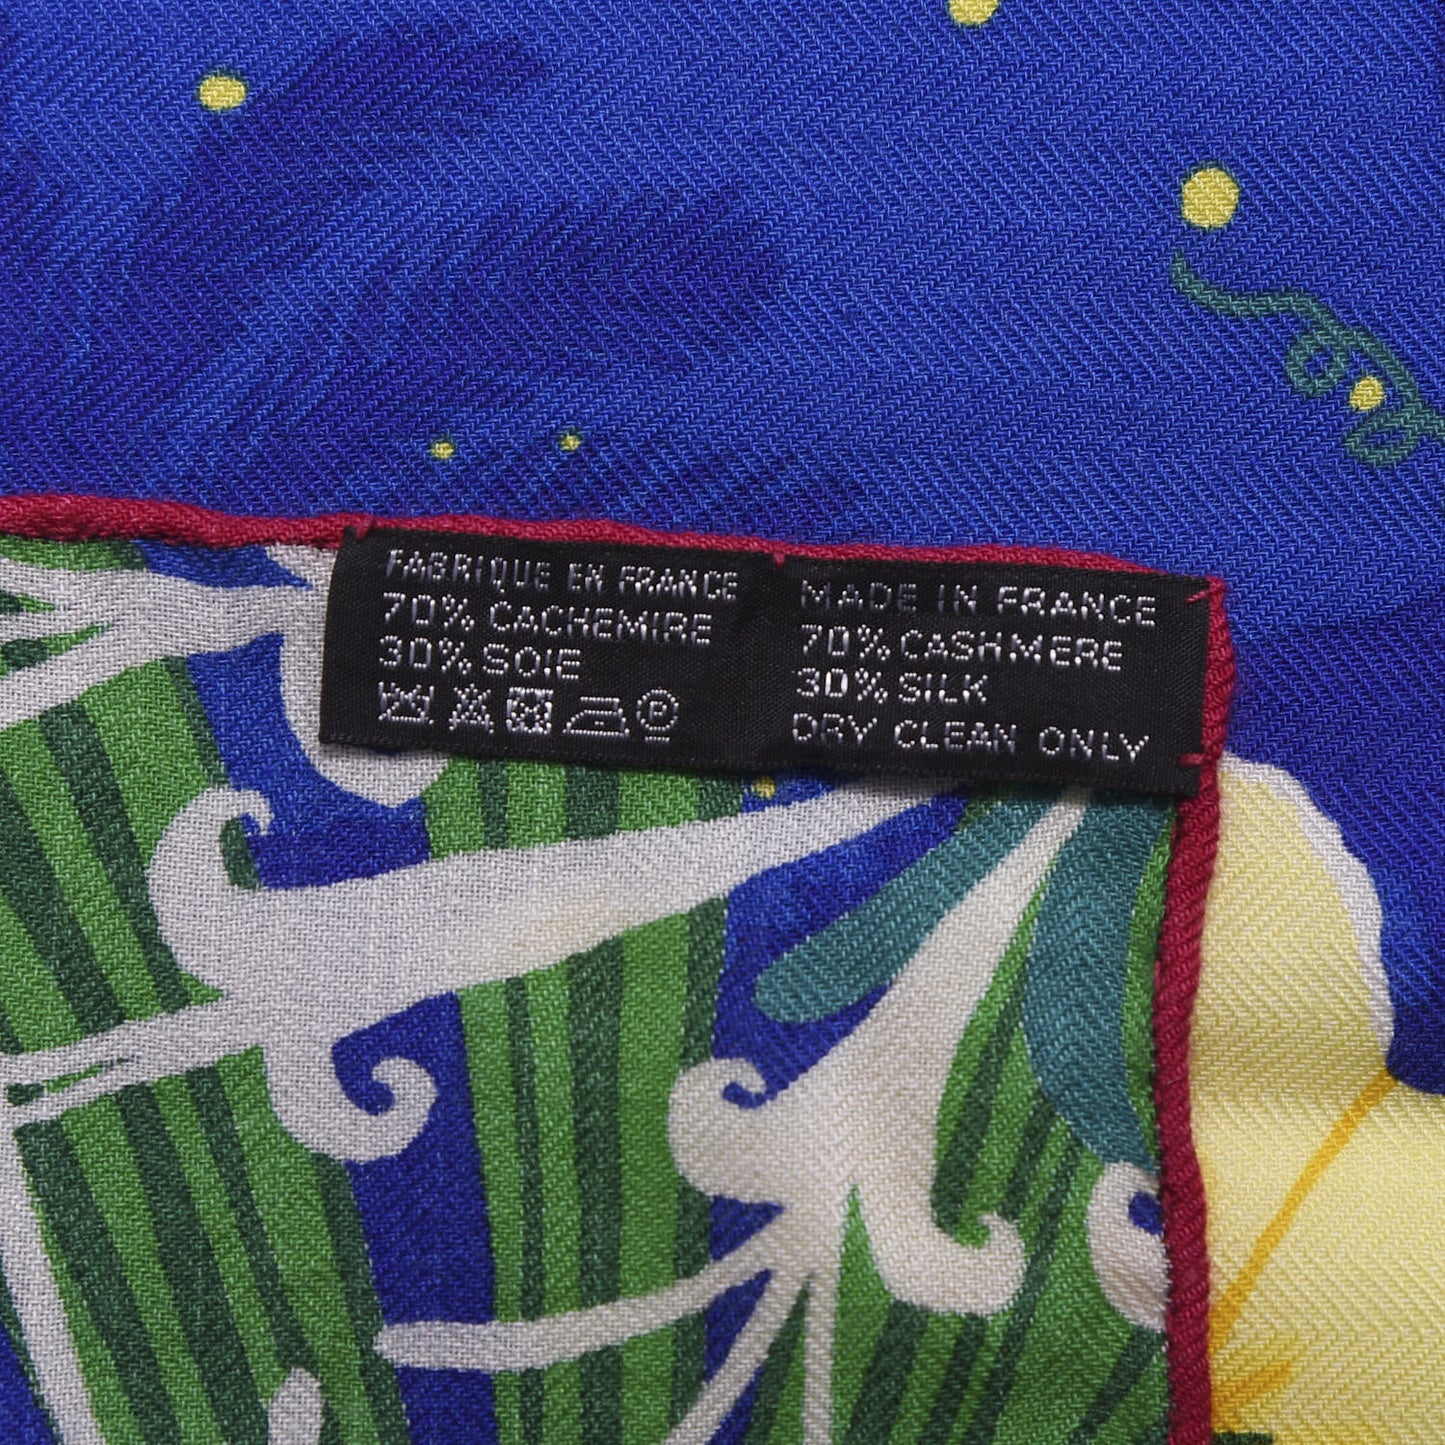 FABRIQUE EN FRANCE
70% CACHEMIRE
30% SOIE
P
MADE IN FRANCE
70% CASHMERE
30% SILK
DRY CLEAN ONLY